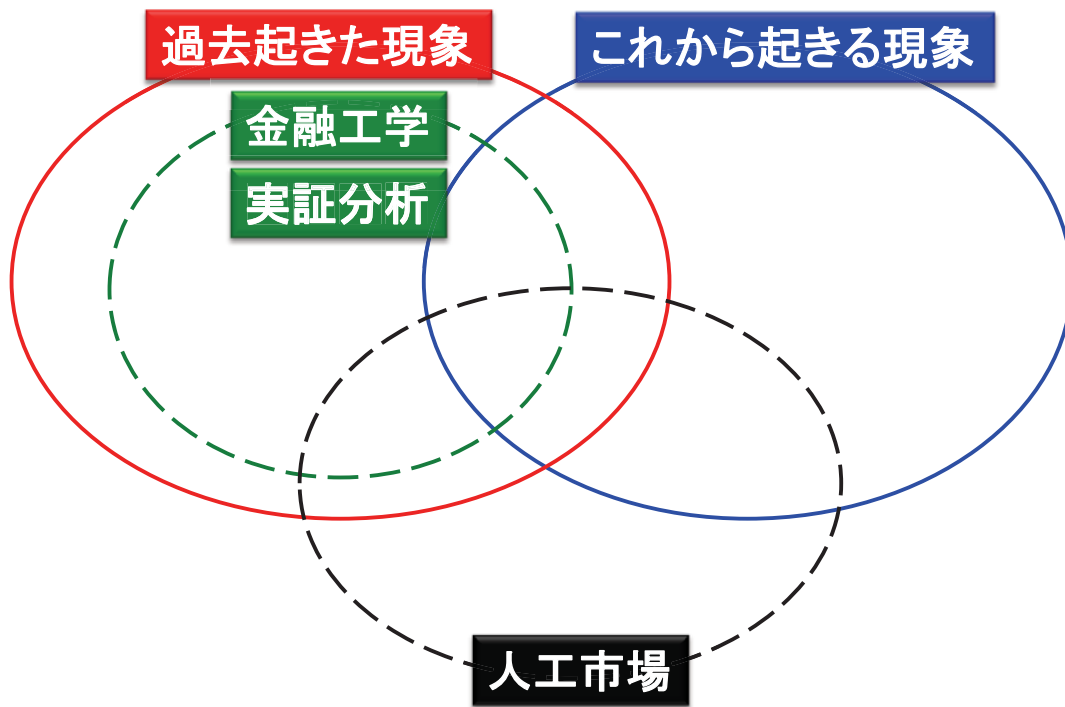 過去起きた現象
これから起きる現象
金融工学
実証分析
人工市場